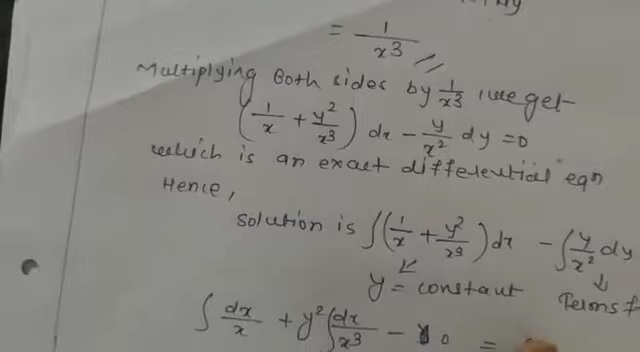 = 1/x³ //
Multiplying Both sides by 1/x³, we get
(1/x + y²/x³) dx - y/x² dy = 0
which is an exact differential eqn
Hence,
solution is ∫(1/x + y²/x³) dx - ∫ y/x² dy
y = constant Terms
∫ dx/x + y² ∫ dx/x³ - 0 =